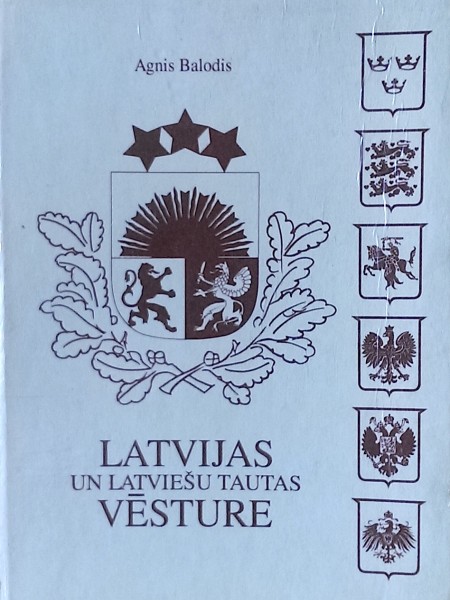 Agnis Balodis
LATVIJAS
UN LATVIEŠU TAUTAS
VĒSTURE